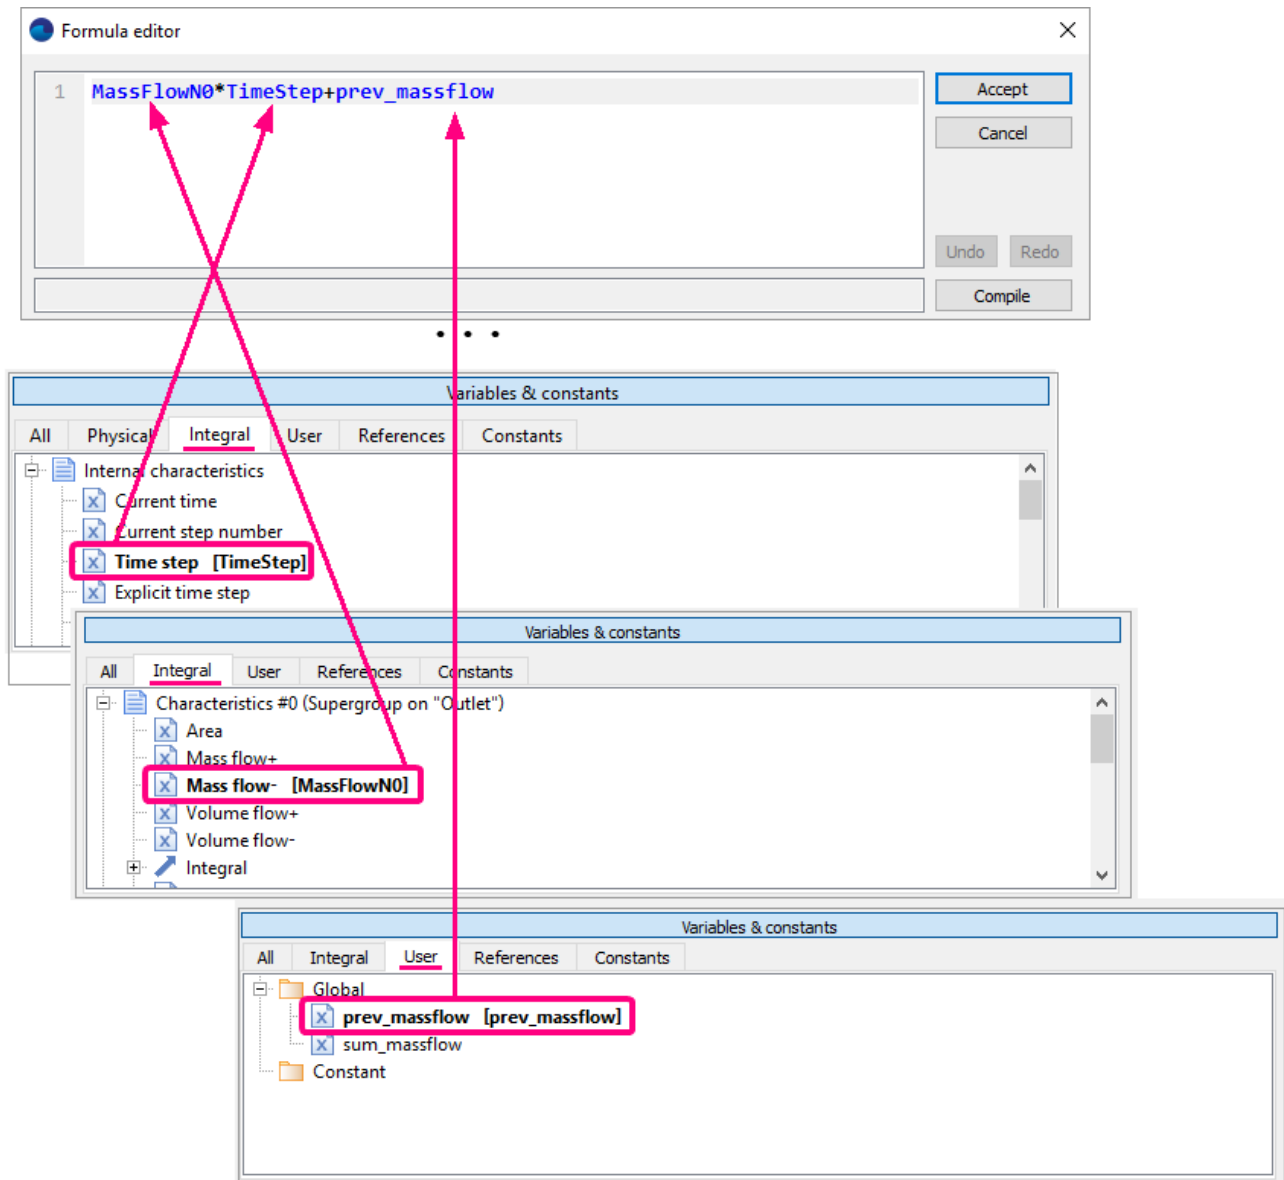 Formula editor
1 MassFlowN0*TimeStep+prev_massflow
Accept
Cancel
Undo Redo
Compile
. . .
Variables & constants
All Physical Integral User References Constants
Internal characteristics
Current time
Current step number
Time step [TimeStep]
Explicit time step
Variables & constants
All Integral User References Constants
Characteristics #0 (Supergroup on "Outlet")
Area
Mass flow+
Mass flow- [MassFlowN0]
Volume flow+
Volume flow-
Integral
Variables & constants
All Integral User References Constants
Global
prev_massflow [prev_massflow]
sum_massflow
Constant